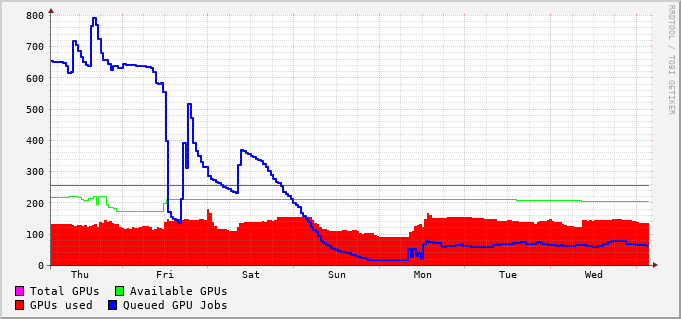 800
700
600
500
400
300
200
100
0
Thu Fri Sat Sun Mon Tue Wed
Total GPUs Available GPUs
GPUs used Queued GPU Jobs
RRDTOOL / TOBI OETIKER